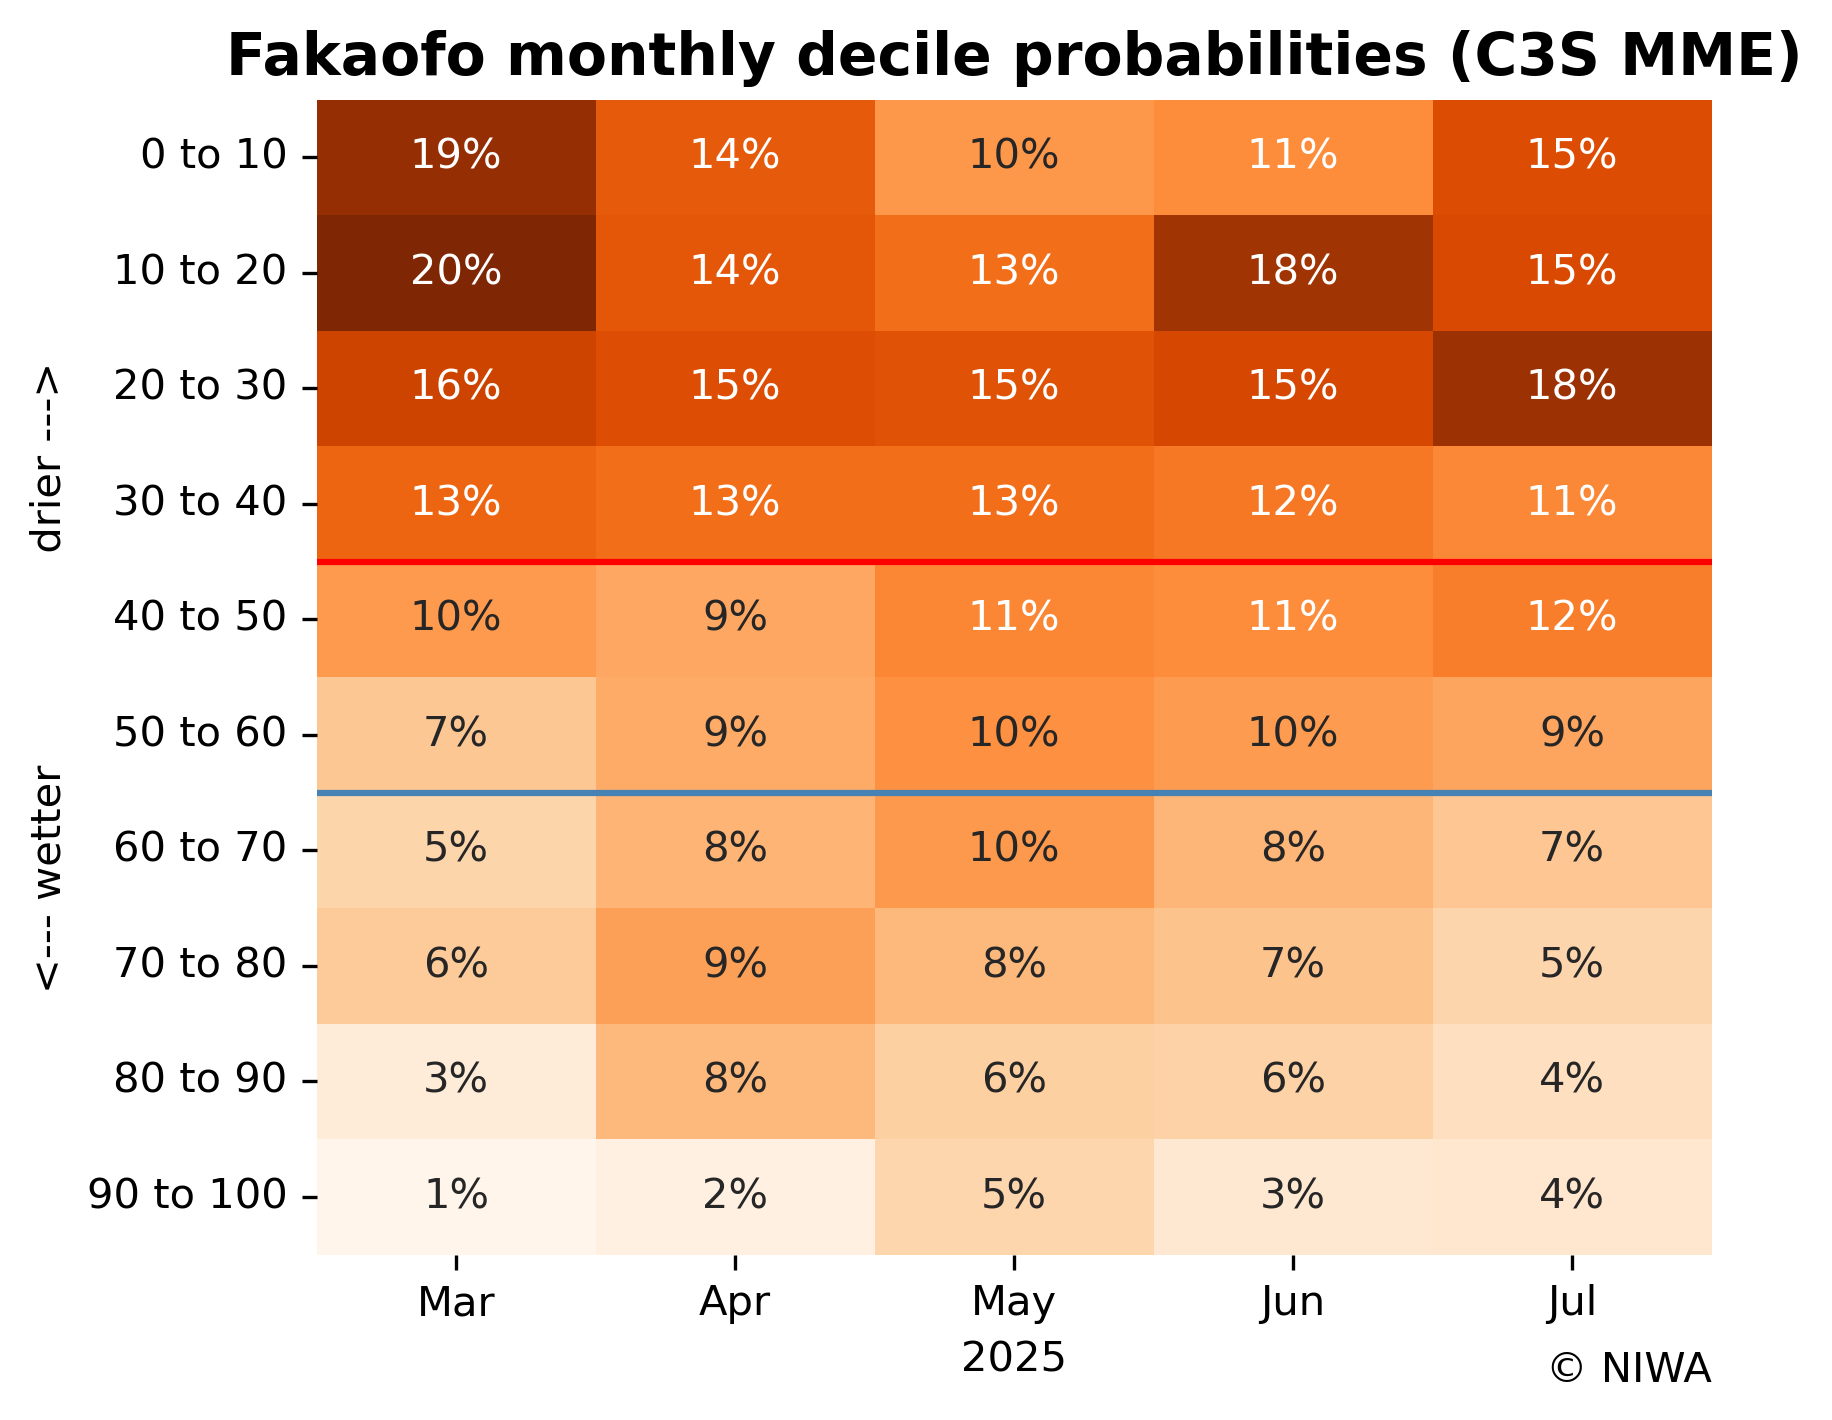 Fakaofo monthly decile probabilities (C3S MME)
0 to 10 19% 14% 10% 11% 15%
10 to 20 20% 14% 13% 18% 15%
20 to 30 16% 15% 15% 15% 18%
30 to 40 13% 13% 13% 12% 11%
40 to 50 10% 9% 11% 11% 12%
50 to 60 7% 9% 10% 10% 9%
60 to 70 5% 8% 10% 8% 7%
70 to 80 6% 9% 8% 7% 5%
80 to 90 3% 8% 6% 6% 4%
90 to 100 1% 2% 5% 3% 4%
<--- wetter drier --->
Mar Apr May Jun Jul
2025
© NIWA